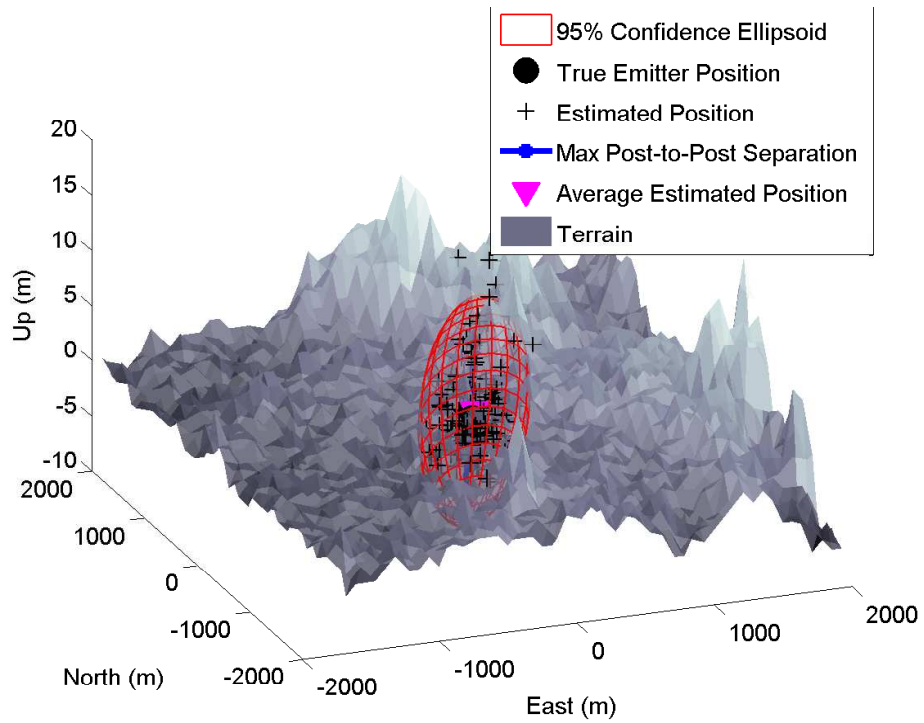 95% Confidence Ellipsoid
True Emitter Position
Estimated Position
Max Post-to-Post Separation
Average Estimated Position
Terrain
20
15
10
5
0
-5
-10
Up (m)
2000
1000
0
-1000
-2000
North (m)
-2000
-1000
0
1000
2000
East (m)